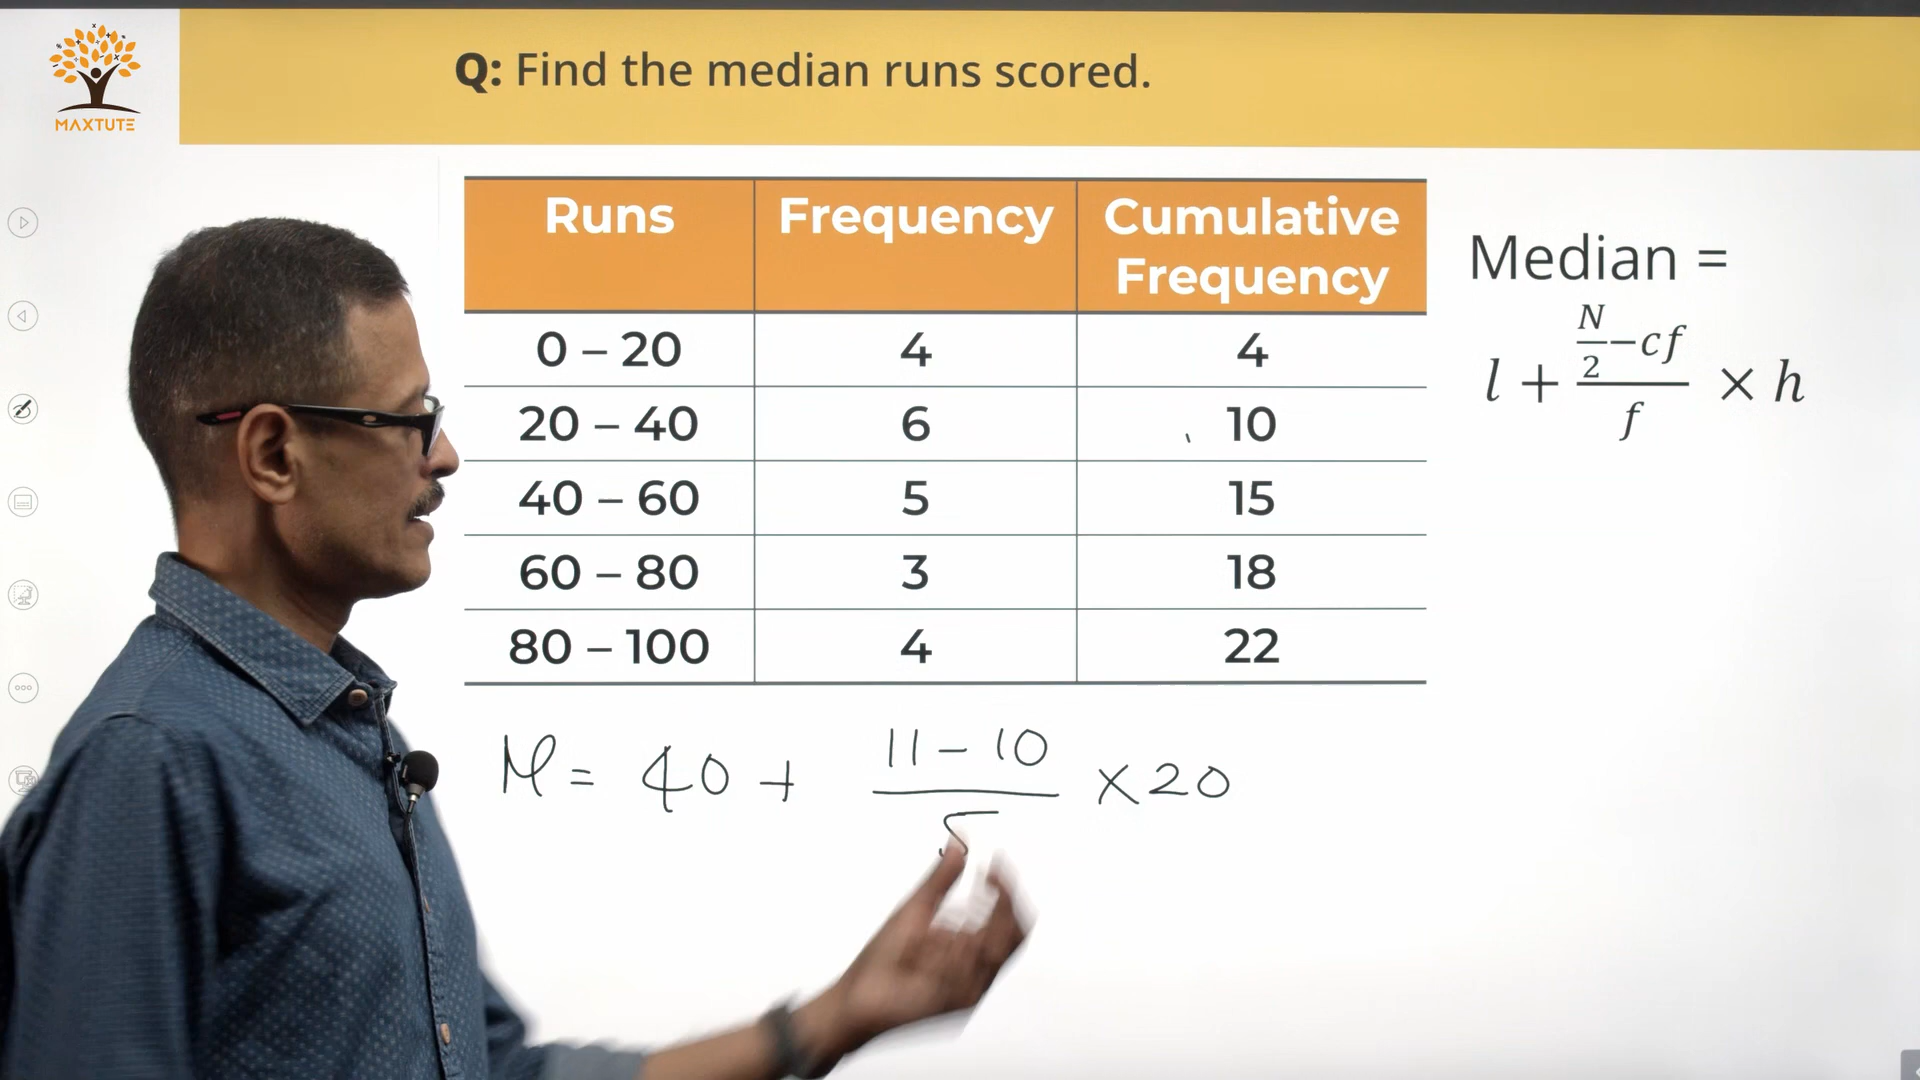 MAXTUTE
Q: Find the median runs scored.
Runs Frequency Cumulative Frequency
0 – 20 4 4
20 – 40 6 10
40 – 60 5 15
60 – 80 3 18
80 – 100 4 22
Median =
l + (N/2 − cf)/f × h
M = 40 + (11 − 10)/5 × 20